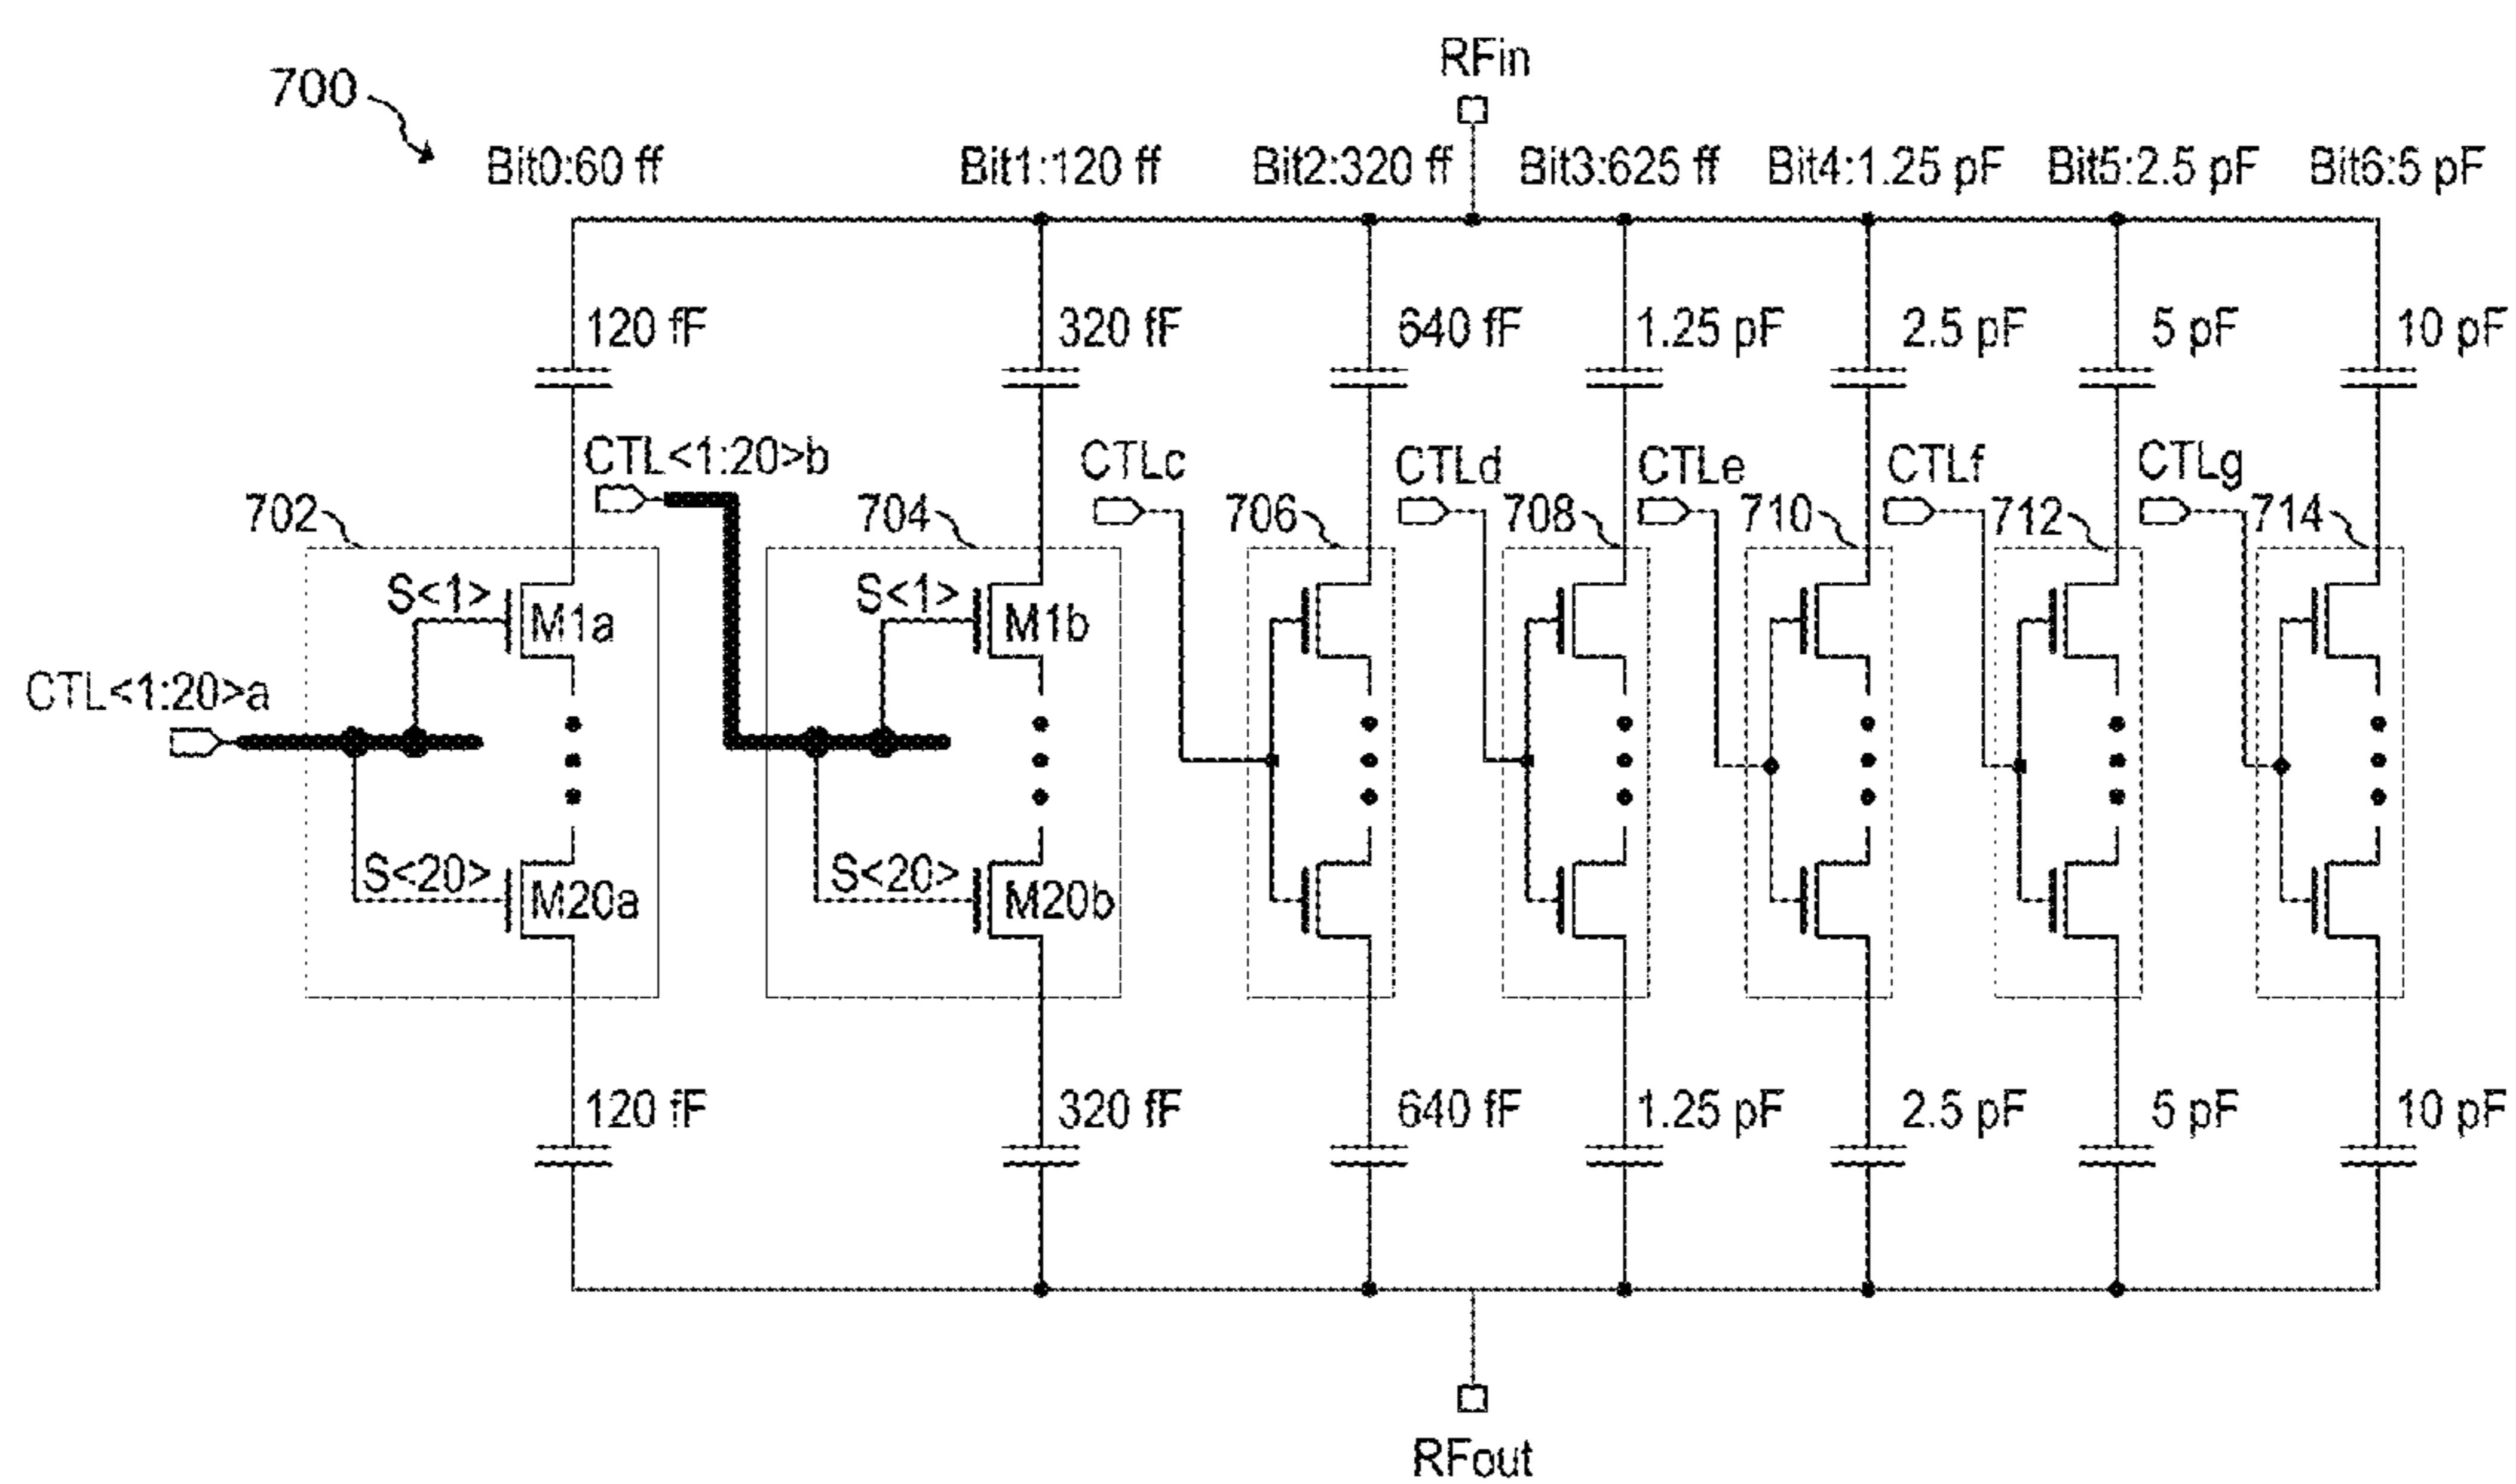 RFin
700
Bit0:60 ff
Bit1:120 ff
Bit2:320 ff
Bit3:625 ff
Bit4:1.25 pF
Bit5:2.5 pF
Bit6:5 pF
120 fF
320 fF
640 fF
1.25 pF
2.5 pF
5 pF
10 pF
CTL<1:20>b
CTLc
CTLd
CTLe
CTLf
CTLg
702
704
706
708
710
712
714
S<1>
M1a
S<1>
M1b
CTL<1:20>a
S<20>
M20a
S<20>
M20b
120 fF
320 fF
640 fF
1.25 pF
2.5 pF
5 pF
10 pF
RFout